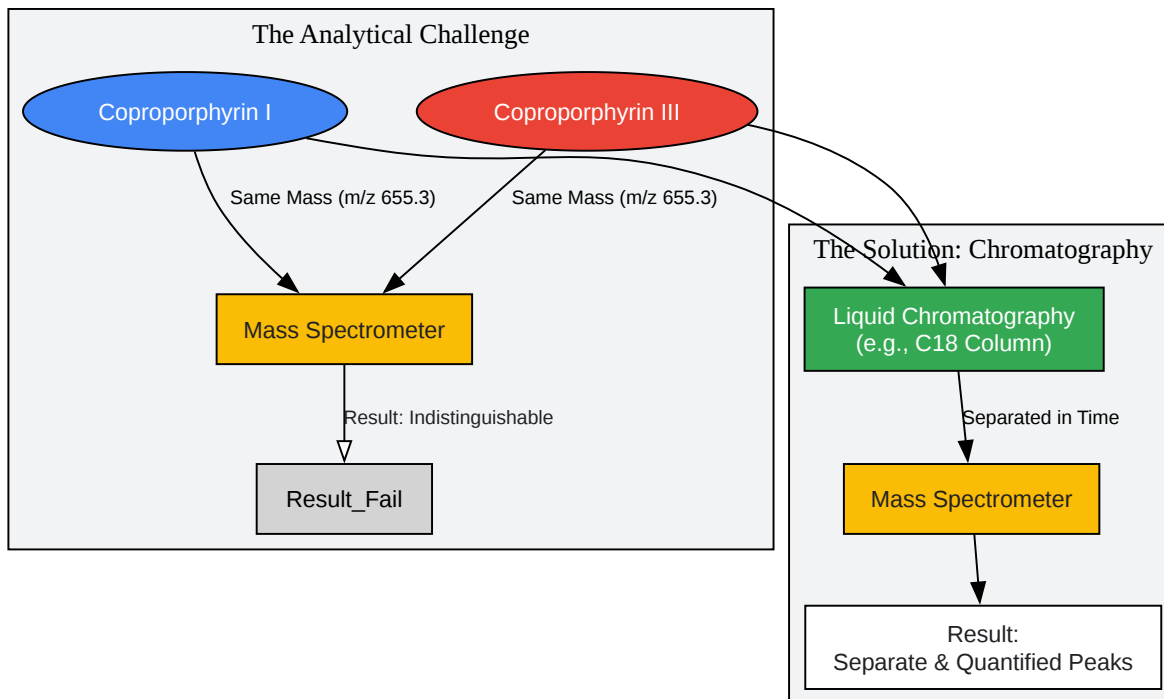 The Analytical Challenge
Coproporphyrin I
Coproporphyrin III
Same Mass (m/z 655.3)
Same Mass (m/z 655.3)
Mass Spectrometer
Result: Indistinguishable
Result_Fail
The Solution: Chromatography
Liquid Chromatography
(e.g., C18 Column)
Separated in Time
Mass Spectrometer
Result:
Separate & Quantified Peaks